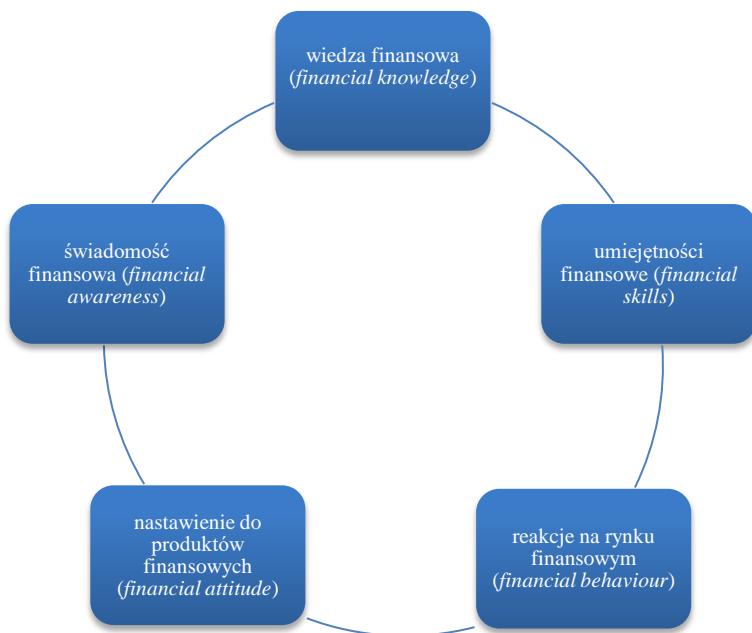 wiedza finansowa
(financial knowledge)
świadomość
finansowa (financial
awareness)
umiejętności
finansowe (financial
skills)
nastawienie do
produktów
finansowych
(financial attitude)
reakcje na rynku
finansowym
(financial behaviour)